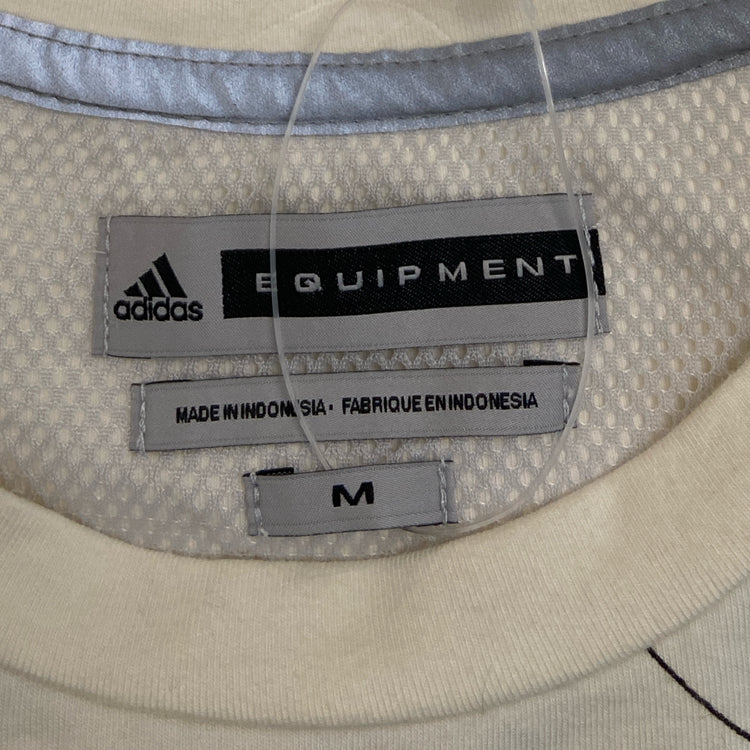 adidas
EQUIPMENT
MADE IN INDONESIA · FABRIQUE EN INDONESIA
M